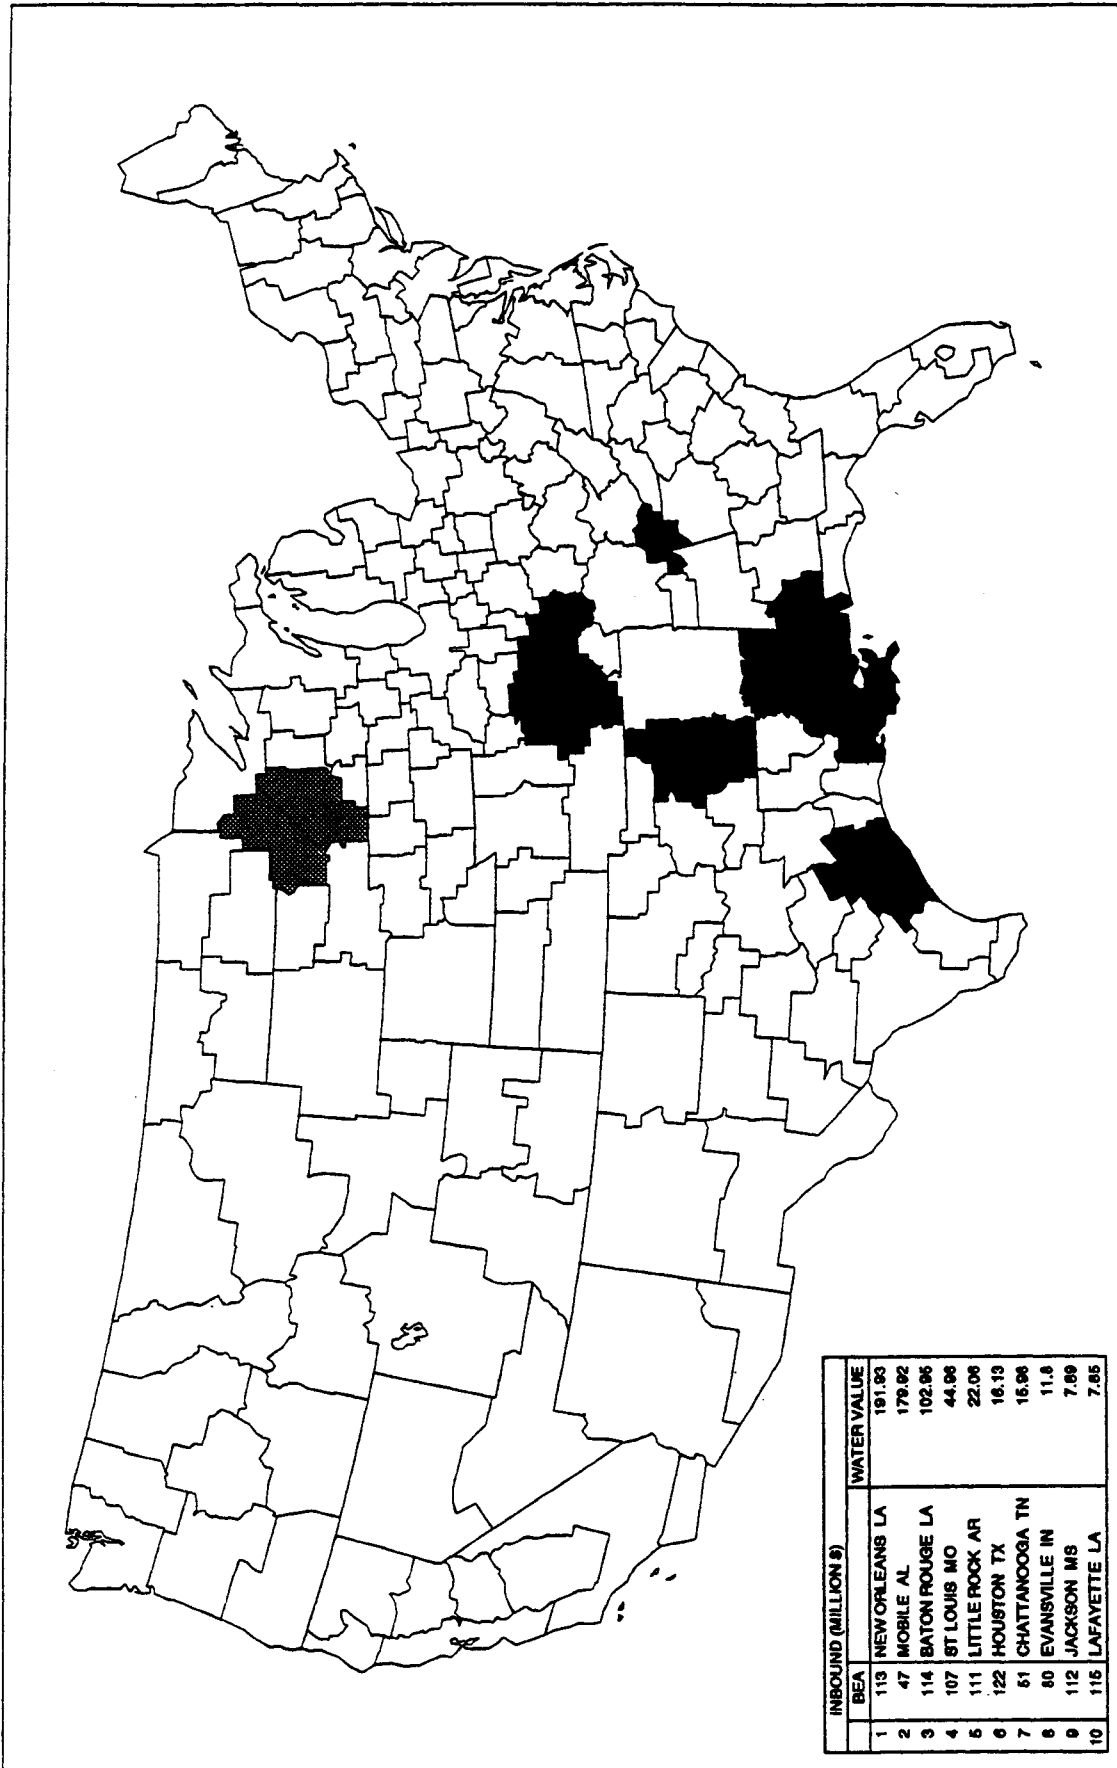 INBOUND (MILLION $)
BEA WATER VALUE
1 113 NEW ORLEANS LA 191.93
2 47 MOBILE AL 179.92
3 114 BATON ROUGE LA 102.95
4 107 ST LOUIS MO 44.96
5 111 LITTLE ROCK AR 22.06
6 122 HOUSTON TX 16.13
7 51 CHATTANOOGA TN 15.96
8 80 EVANSVILLE IN 11.8
9 112 JACKSON MS 7.89
10 115 LAFAYETTE LA 7.85